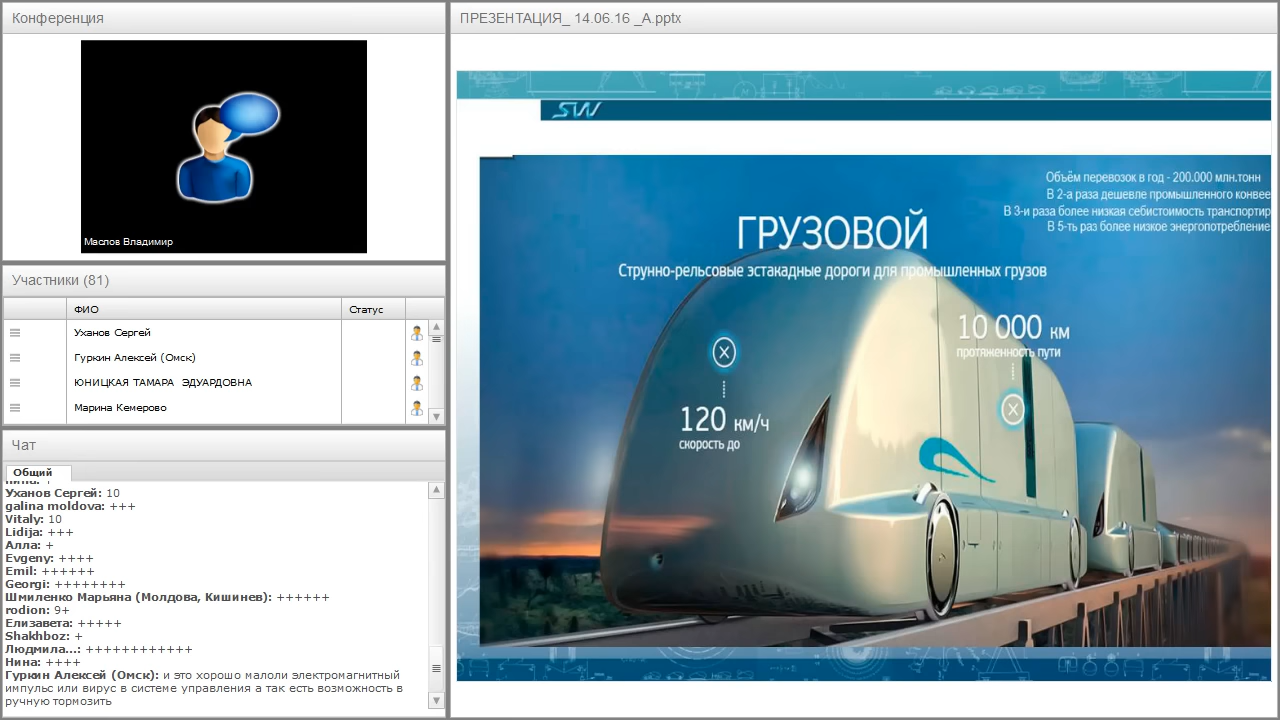 Конференция
Маслов Владимир
Участники (81)
ФИО Статус
Уханов Сергей
Гуркин Алексей (Омск)
ЮНИЦКАЯ ТАМАРА ЭДУАРДОВНА
Марина Кемерово
Чат
Общий
Уханов Сергей: 10
galina moldova: +++
Vitaly: 10
Lidija: +++
Алла: +
Evgeny: ++++
Emil: ++++++
Georgi: ++++++++
Шмиленко Марьяна (Молдова, Кишинев): ++++++
rodion: 9+
Елизавета: +++++
Shakhboz: +
Людмила...: ++++++++++++
Нина: ++++
Гуркин Алексей (Омск): и это хорошо малоли электромагнитный
импульс или вирус в системе управления а так есть возможность в
ручную тормозить
ПРЕЗЕНТАЦИЯ_ 14.06.16 _A.pptx
SW
Объём перевозок в год - 200.000 млн.тонн
В 2-а раза дешевле промышленного конвее
В 3-и раза более низкая себистоимость транспортир
В 5-ть раз более низкое энергопотребление
ГРУЗОВОЙ
Струнно-рельсовые эстакадные дороги для промышленных грузов
10 000 км
протяженность пути
120 км/ч
скорость до